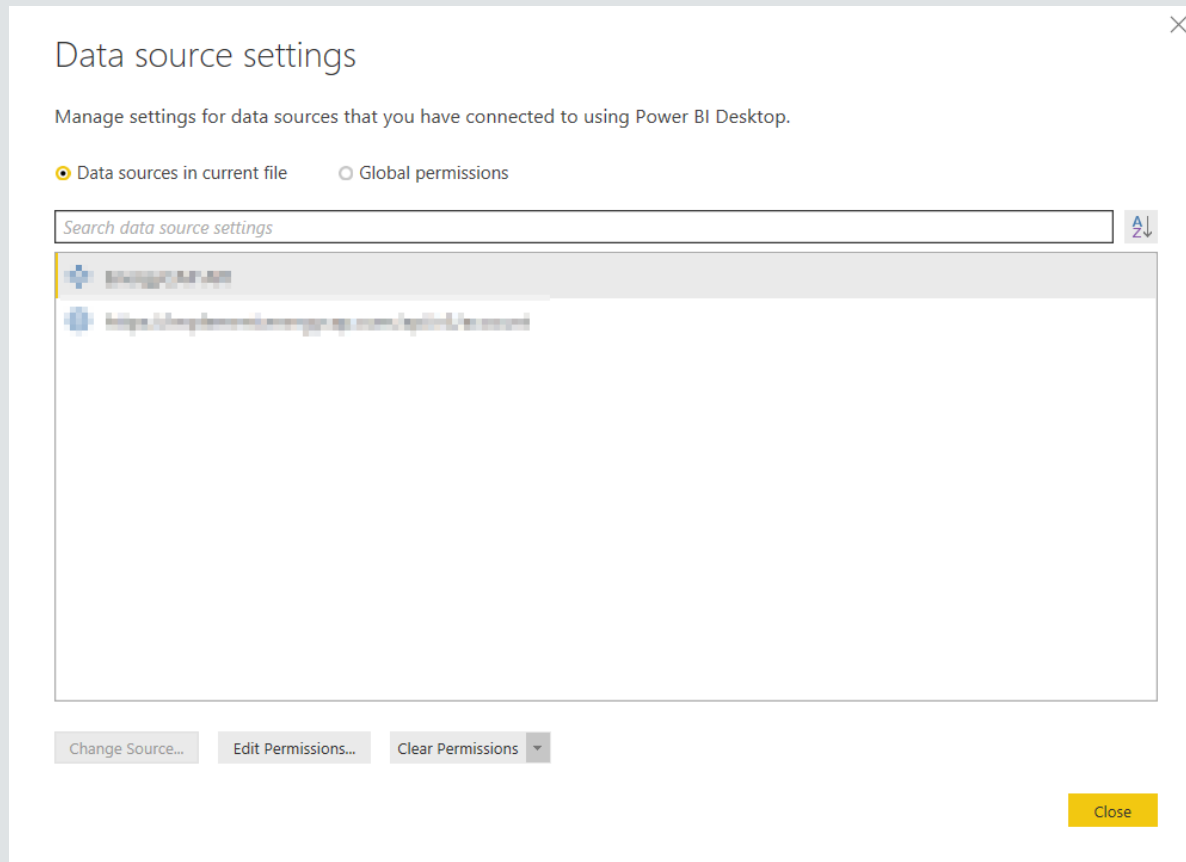 Data source settings
Manage settings for data sources that you have connected to using Power BI Desktop.
Data sources in current file Global permissions
Search data source settings
Change Source... Edit Permissions... Clear Permissions
Close